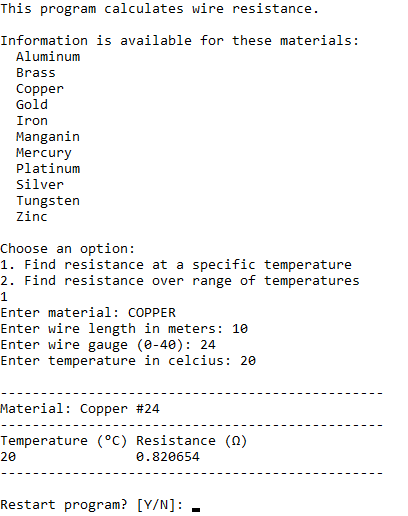 This program calculates wire resistance.
Information is available for these materials:
Aluminum
Brass
Copper
Gold
Iron
Manganin
Mercury
Platinum
Silver
Tungsten
Zinc
Choose an option:
1. Find resistance at a specific temperature
2. Find resistance over range of temperatures
1
Enter material: COPPER
Enter wire length in meters: 10
Enter wire gauge (0-40): 24
Enter temperature in celcius: 20
------------------------------------------------
Material: Copper #24
------------------------------------------------
Temperature (°C) Resistance (Ω)
20 0.820654
------------------------------------------------
Restart program? [Y/N]: